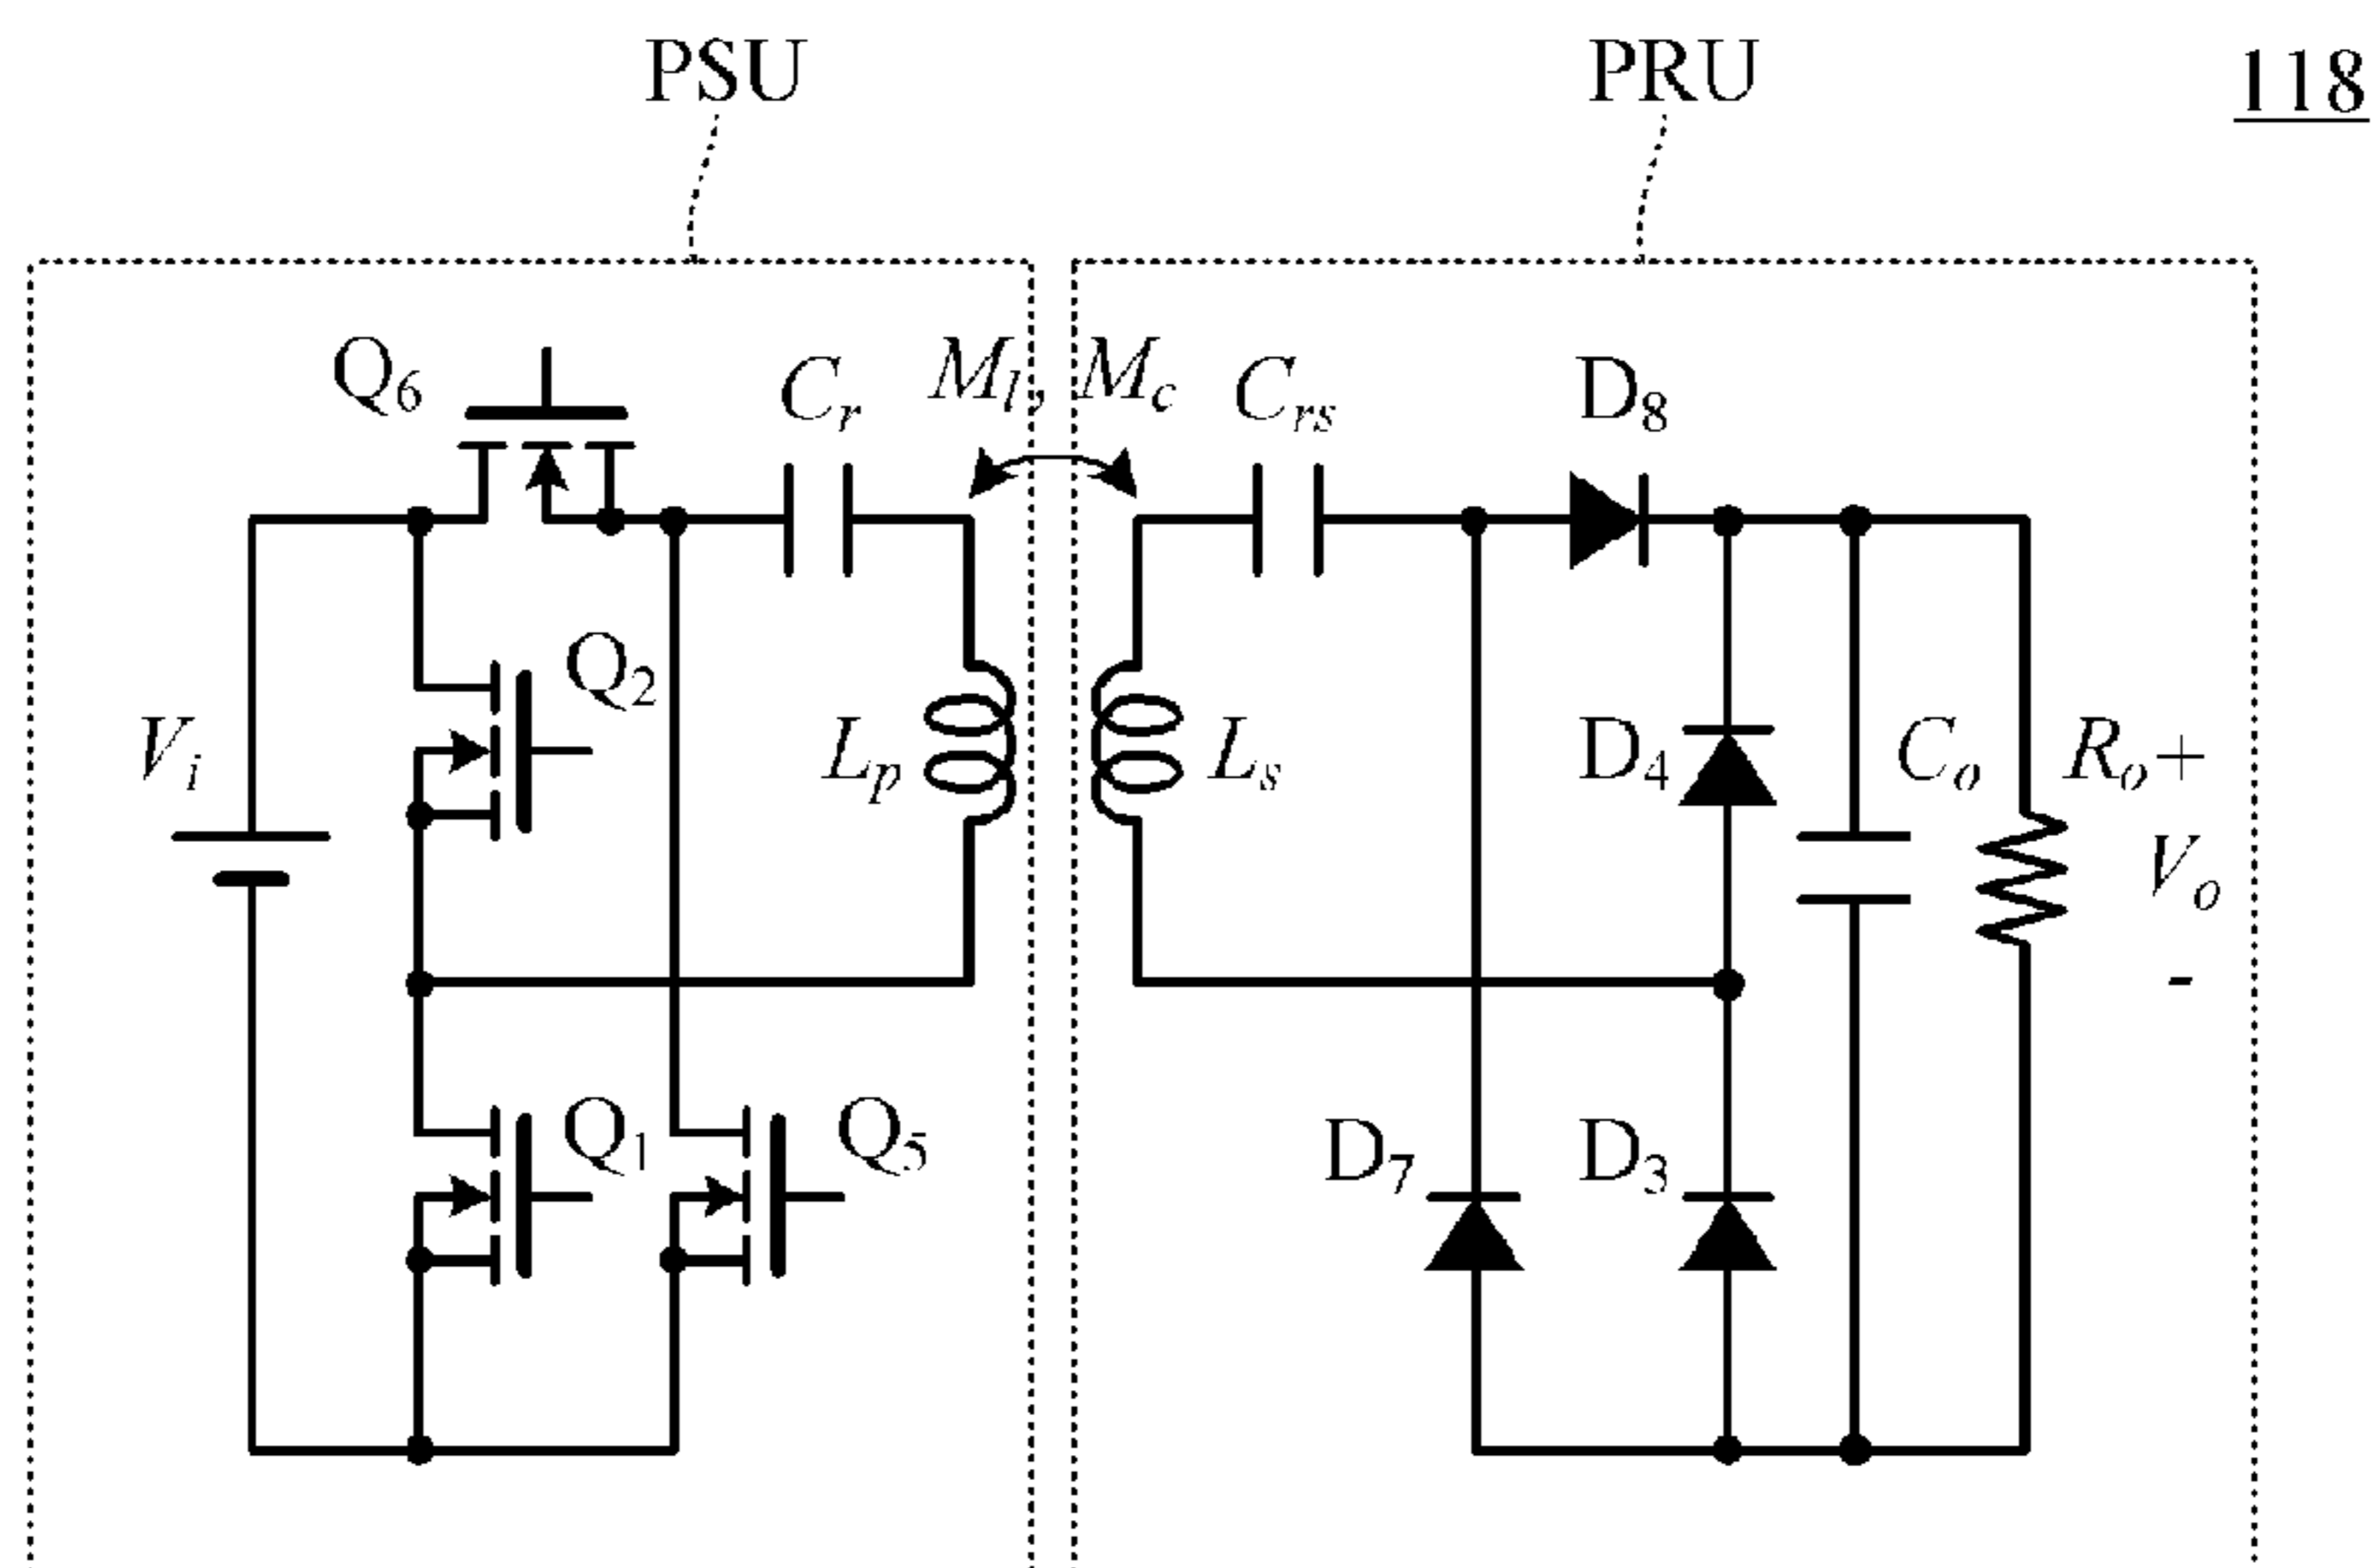 PSU
PRU
118
Q6
Cr
Ml, Mc
Crs
D8
Q2
Vi
Lp
Ls
D4
Co
Ro
+
Vo
-
Q1
Q5
D7
D3